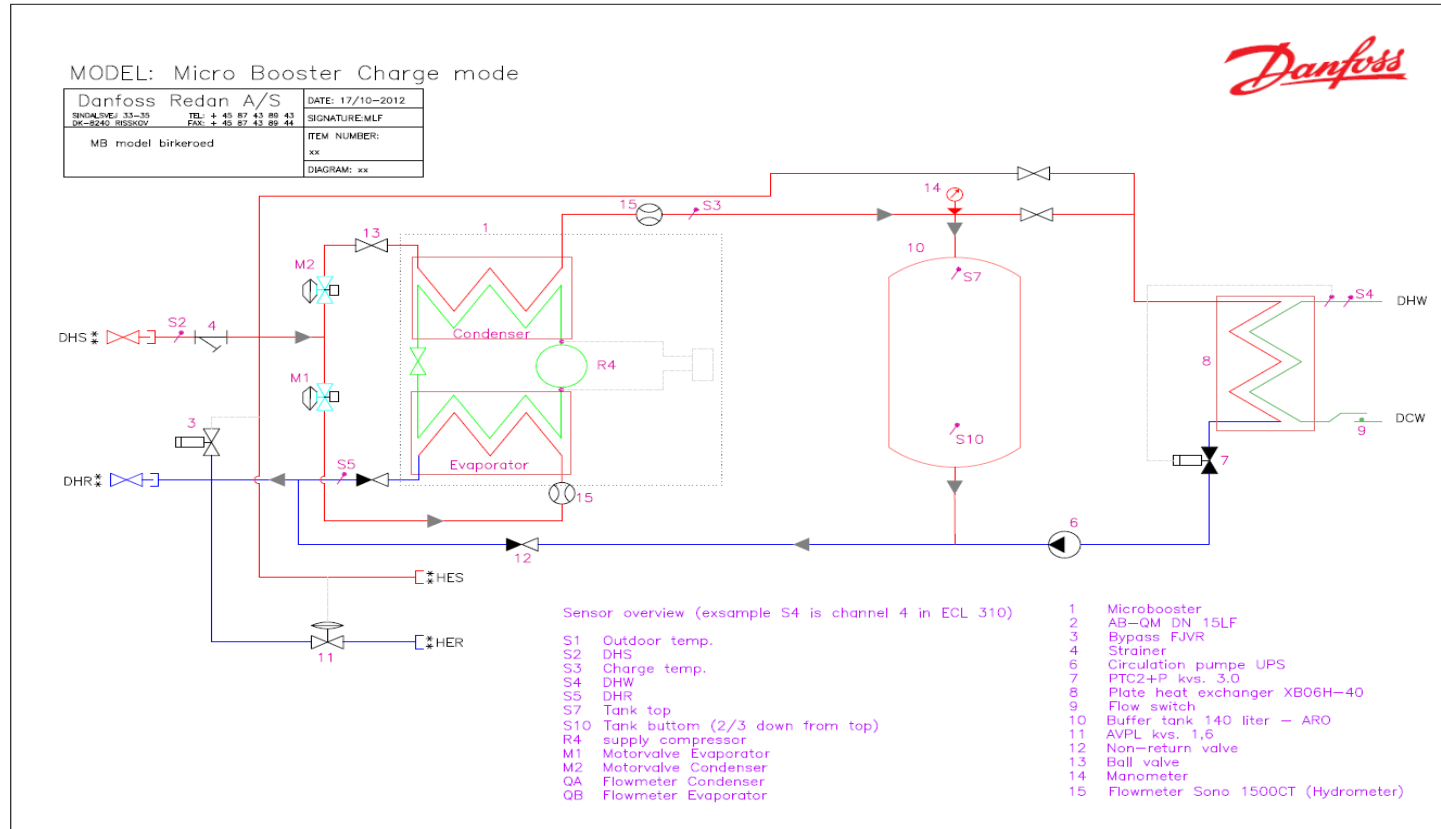 Danfoss
MODEL: Micro Booster Charge mode
Danfoss Redan A/S
SINDALSVEJ 33-35
DK-8240 RISSKOV
TEL: + 45 87 43 89 43
FAX: + 45 87 43 89 44
DATE: 17/10-2012
SIGNATURE:MLF
MB model birkeroed
ITEM NUMBER:
xx
DIAGRAM: xx
14
15
S3
13
1
10
M2
S7
S4
DHW
S2
4
DHS **
Condenser
R4
8
M1
3
S10
DCW
9
Evaporator
S5
7
DHR **
15
6
12
** HES
** HER
11
Sensor overview (exsample S4 is channel 4 in ECL 310)
S1 Outdoor temp.
S2 DHS
S3 Charge temp.
S4 DHW
S5 DHR
S7 Tank top
S10 Tank buttom (2/3 down from top)
R4 supply compressor
M1 Motorvalve Evaporator
M2 Motorvalve Condenser
QA Flowmeter Condenser
QB Flowmeter Evaporator
1 Microbooster
2 AB-QM DN 15LF
3 Bypass FJVR
4 Strainer
6 Circulation pumpe UPS
7 PTC2+P kvs. 3.0
8 Plate heat exchanger XB06H-40
9 Flow switch
10 Buffer tank 140 liter - ARO
11 AVPL kvs. 1,6
12 Non-return valve
13 Ball valve
14 Manometer
15 Flowmeter Sono 1500CT (Hydrometer)